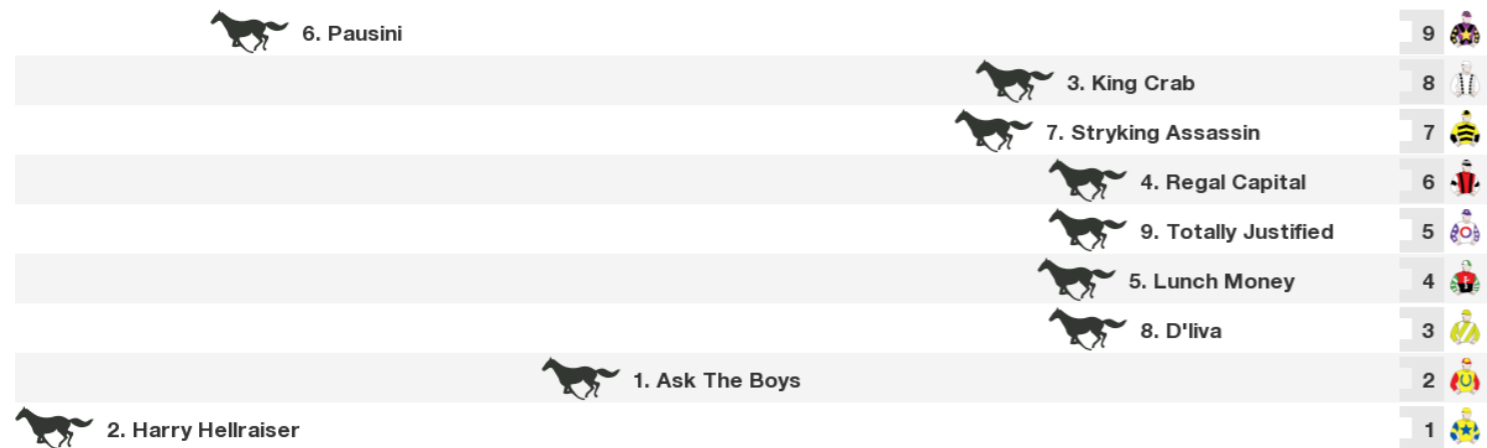 6. Pausini 9
3. King Crab 8
7. Stryking Assassin 7
4. Regal Capital 6
9. Totally Justified 5
5. Lunch Money 4
8. D'liva 3
1. Ask The Boys 2
2. Harry Hellraiser 1